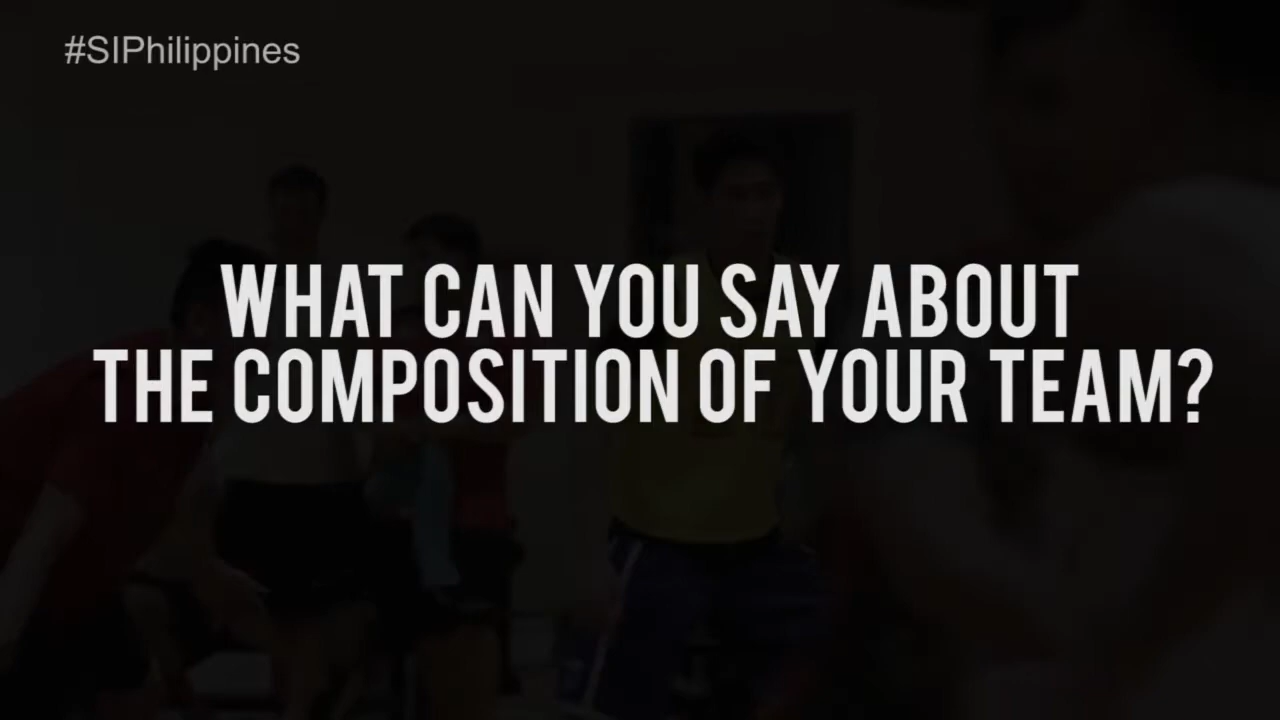 #SIPhilippines
WHAT CAN YOU SAY ABOUT
THE COMPOSITION OF YOUR TEAM?